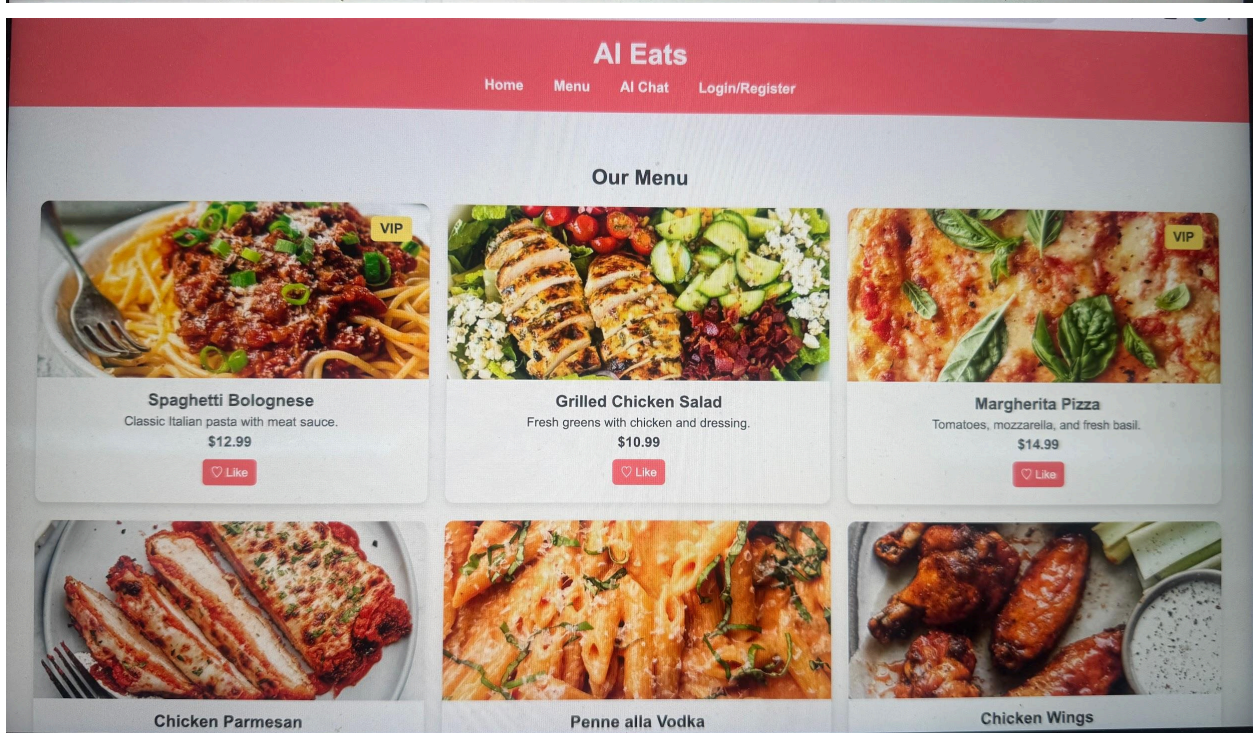 AI Eats
Home Menu AI Chat Login/Register
Our Menu
VIP
Spaghetti Bolognese
Classic Italian pasta with meat sauce.
$12.99
♡ Like
Grilled Chicken Salad
Fresh greens with chicken and dressing.
$10.99
♡ Like
VIP
Margherita Pizza
Tomatoes, mozzarella, and fresh basil.
$14.99
♡ Like
Chicken Parmesan
Penne alla Vodka
Chicken Wings